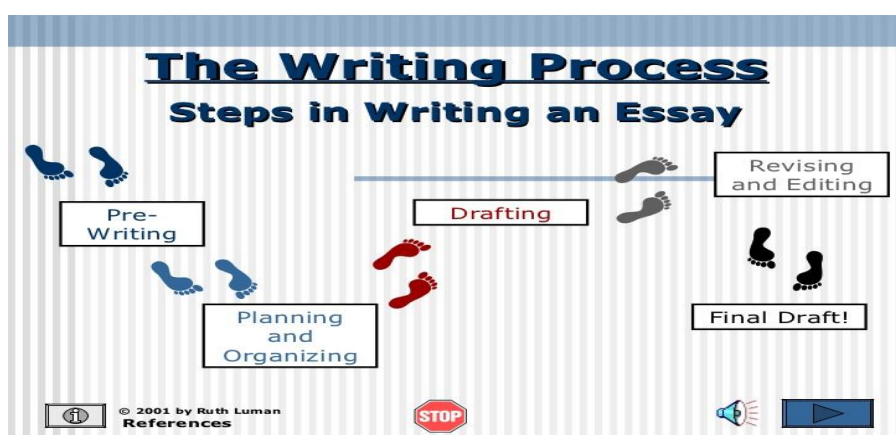 The Writing Process
Steps in Writing an Essay
Pre-
Writing
Planning
and
Organizing
Drafting
Revising
and Editing
Final Draft!
© 2001 by Ruth Luman
References
STOP